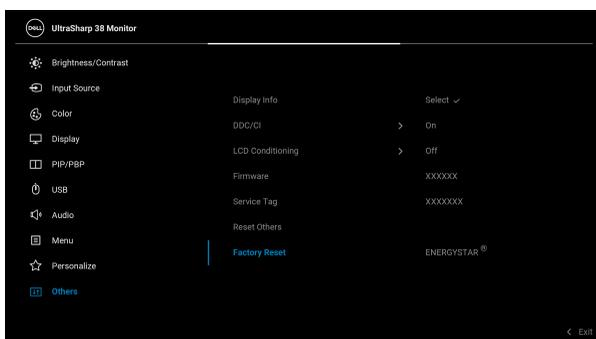 DELL UltraSharp 38 Monitor
Brightness/Contrast
Input Source
Color
Display
PIP/PBP
USB
Audio
Menu
Personalize
Others
Display Info Select
DDC/CI > On
LCD Conditioning > Off
Firmware XXXXXX
Service Tag XXXXXXX
Reset Others
Factory Reset ENERGYSTAR ®
< Exit